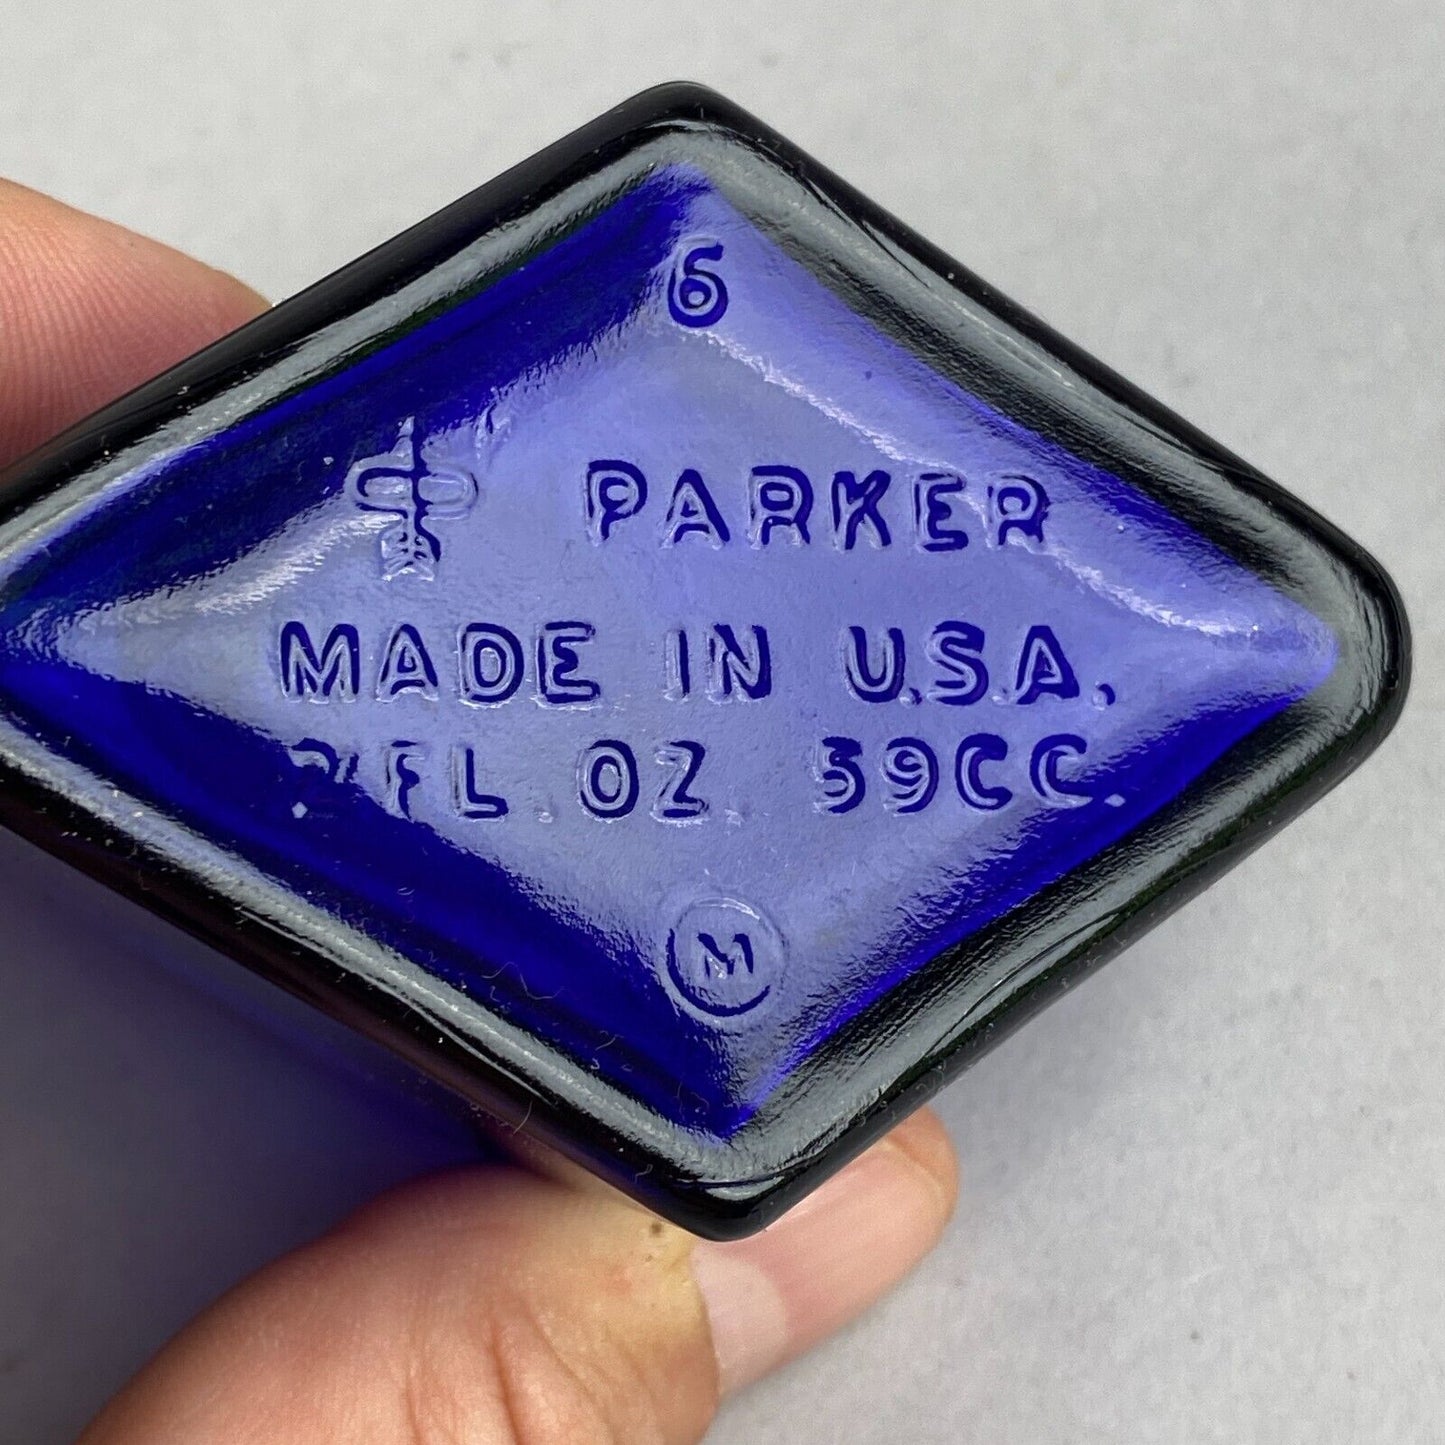 6
PARKER
MADE IN U.S.A.
2 FL. OZ. 59CC.
M